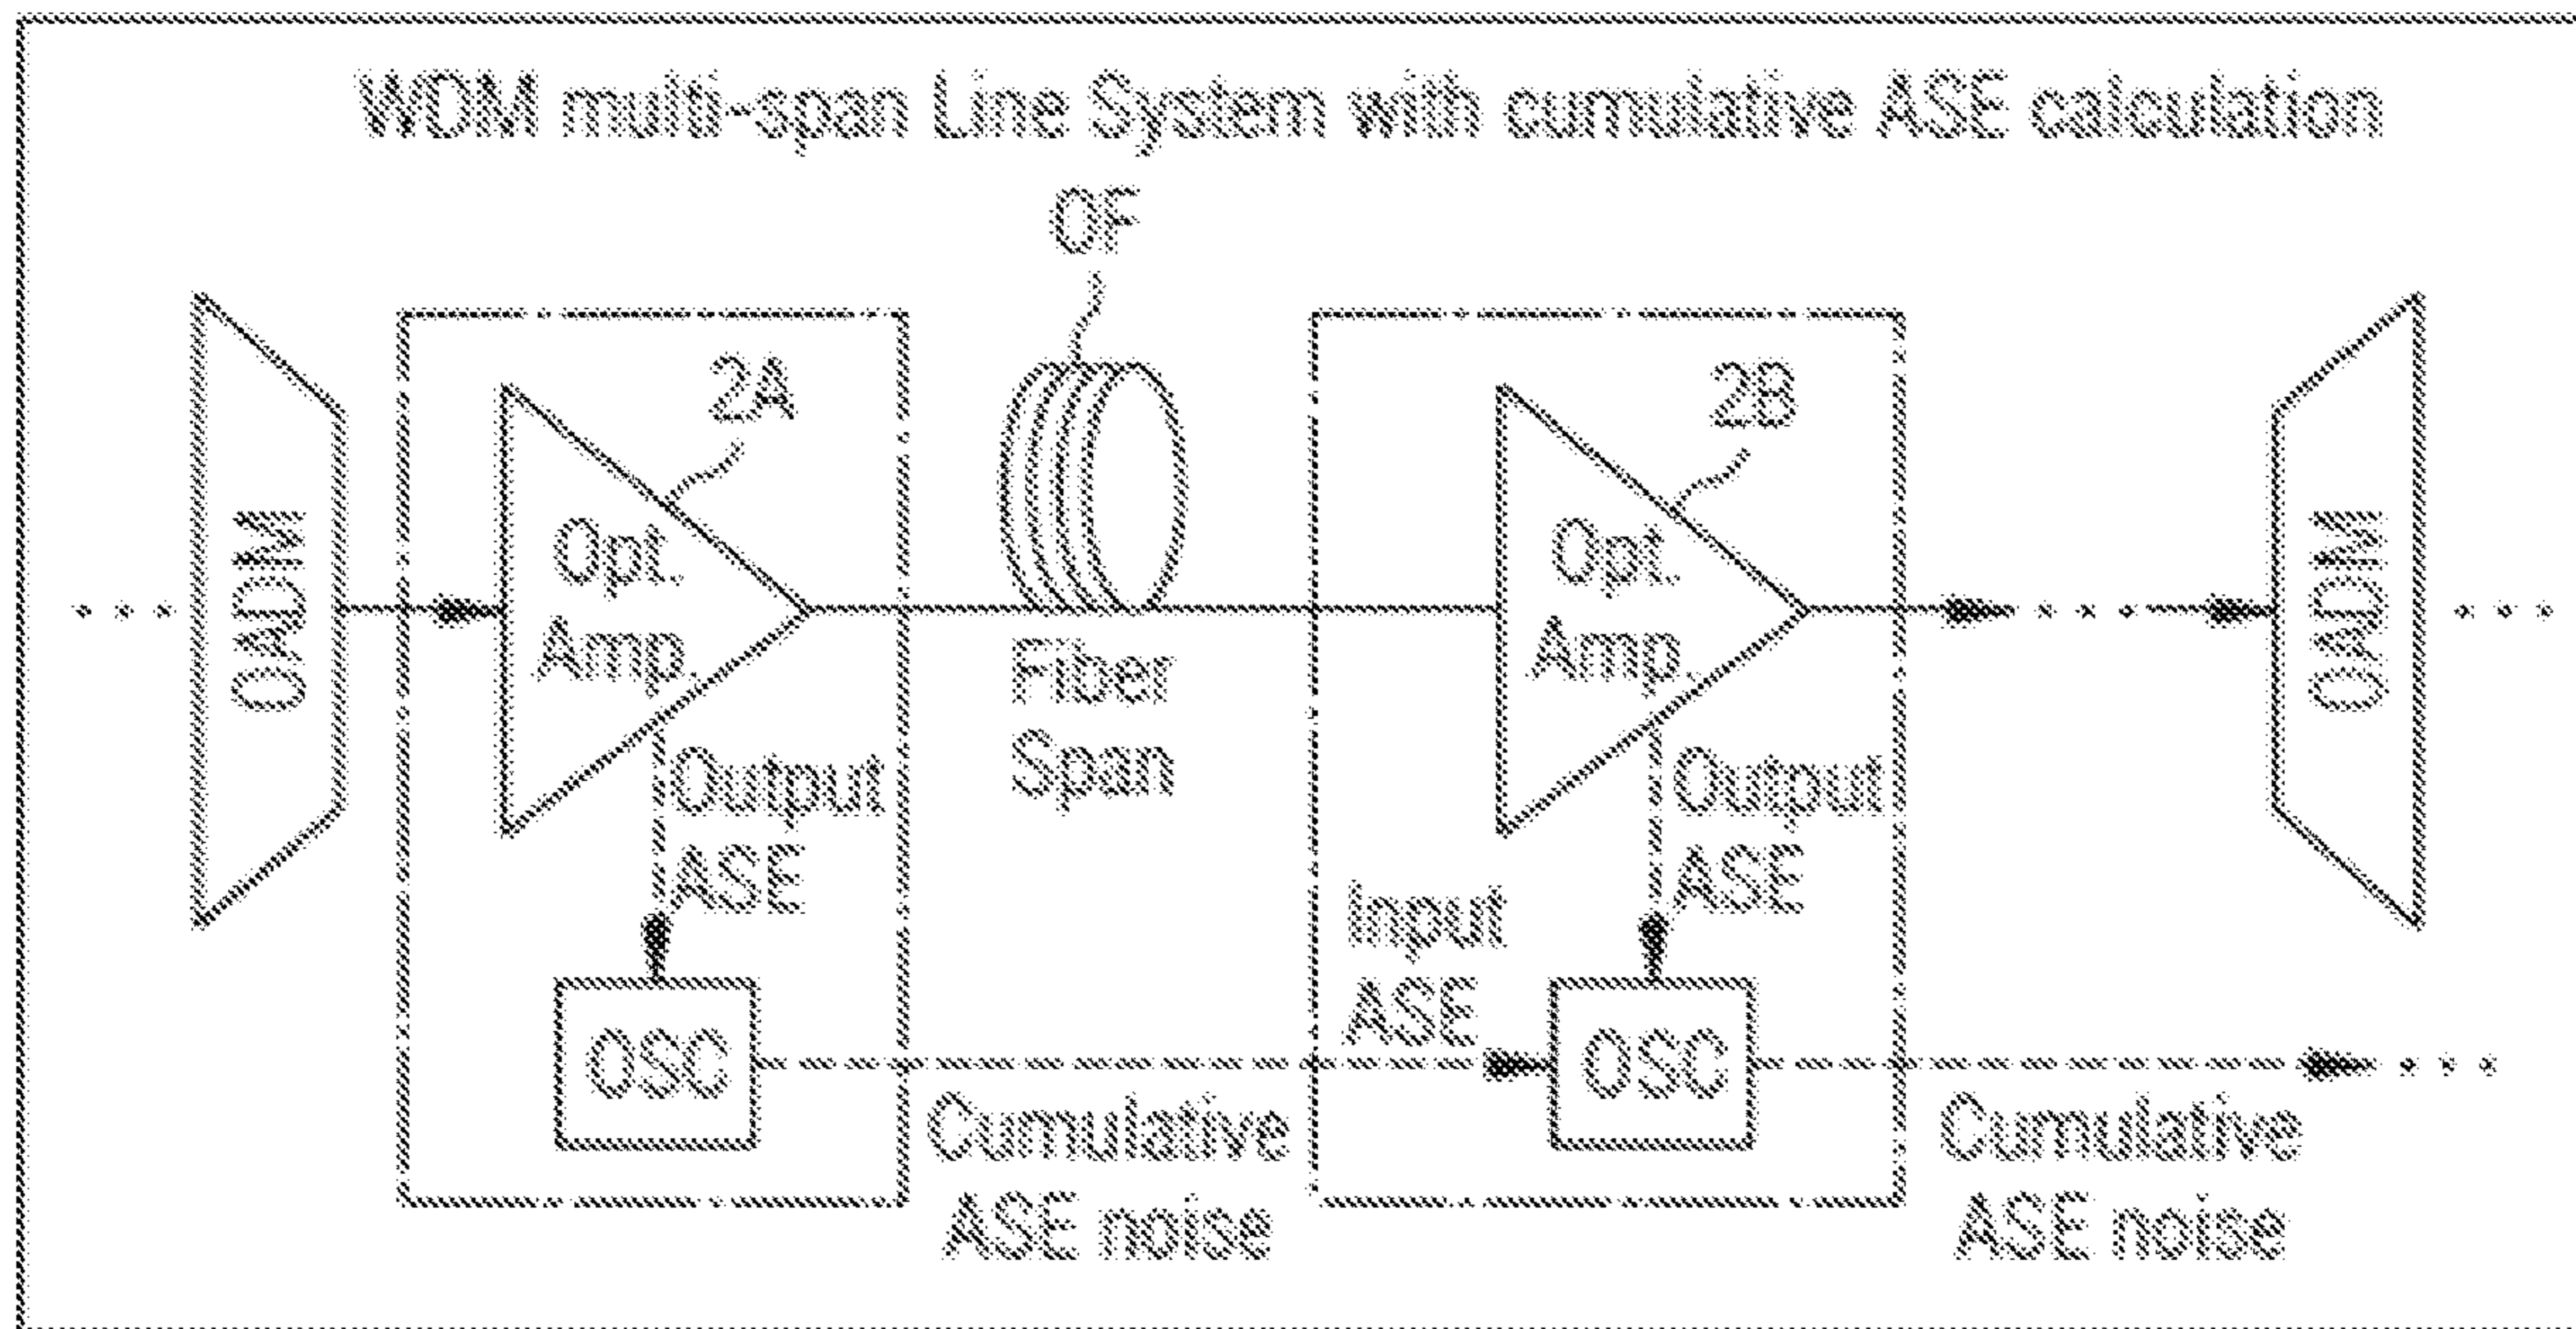 WDM multi-span Line System with cumulative ASE calculation
OF
2A
2B
OADM
Opt.
Amp.
Fiber
Span
Opt.
Amp.
OADM
Output
ASE
Output
ASE
Input
ASE
OSC
OSC
Cumulative
ASE noise
Cumulative
ASE noise